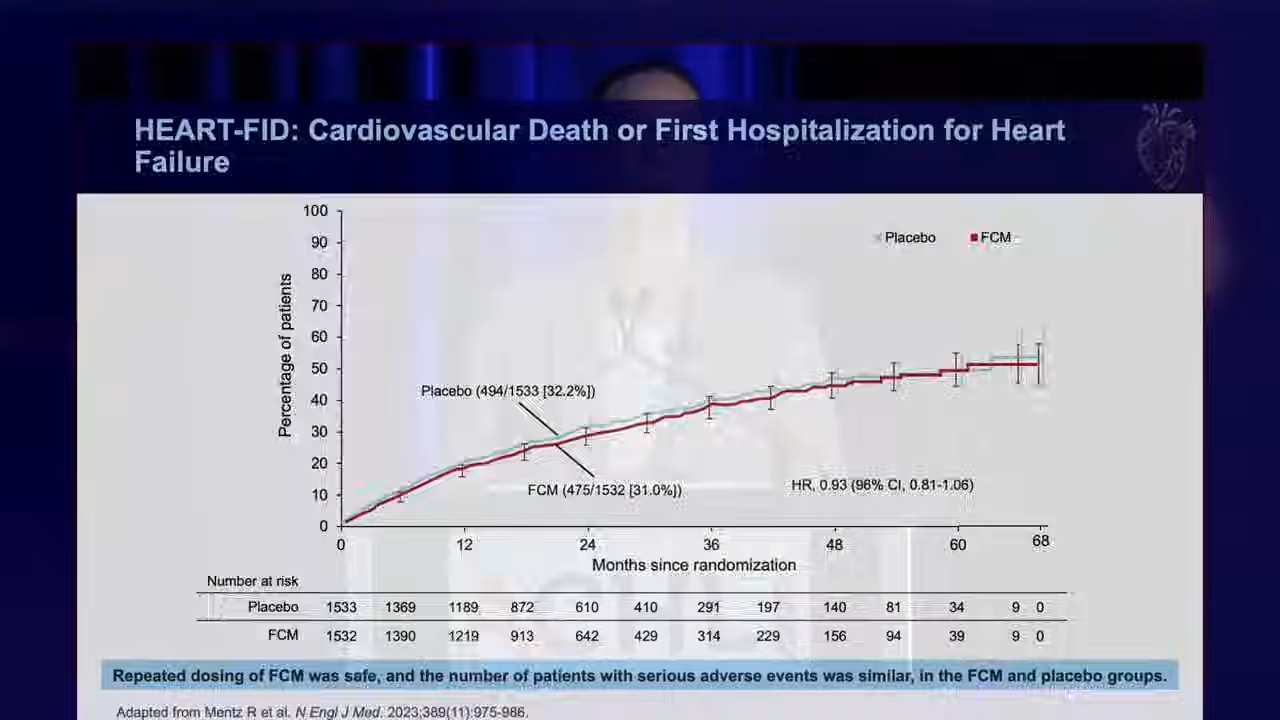 HEART-FID: Cardiovascular Death or First Hospitalization for Heart
Failure
100
90
80
70
60
50
40
30
20
10
0
Percentage of patients
Placebo
FCM
Placebo (494/1533 [32.2%])
FCM (475/1532 [31.0%])
HR, 0.93 (96% CI, 0.81-1.06)
0 12 24 36 48 60 68
Months since randomization
Number at risk
Placebo 1533 1369 1189 872 610 410 291 197 140 81 34 9 0
FCM 1532 1390 1219 913 642 429 314 229 156 94 39 9 0
Repeated dosing of FCM was safe, and the number of patients with serious adverse events was similar, in the FCM and placebo groups.
Adapted from Mentz R et al. N Engl J Med. 2023;389(11):975-986.